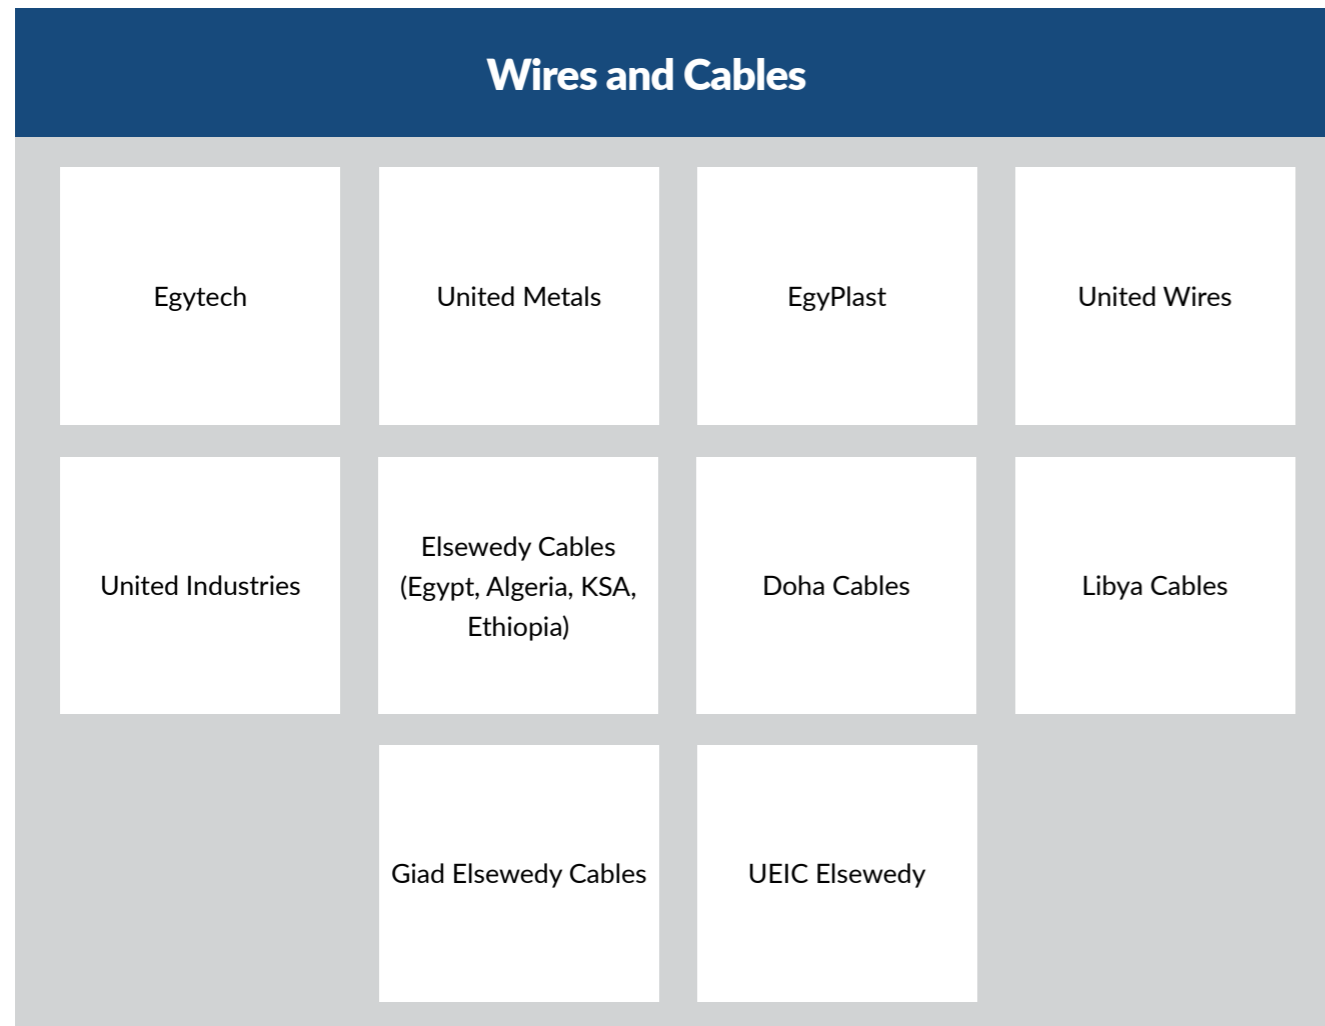 Wires and Cables
Egytech
United Metals
EgyPlast
United Wires
United Industries
Elsewedy Cables
(Egypt, Algeria, KSA,
Ethiopia)
Doha Cables
Libya Cables
Giad Elsewedy Cables
UEIC Elsewedy